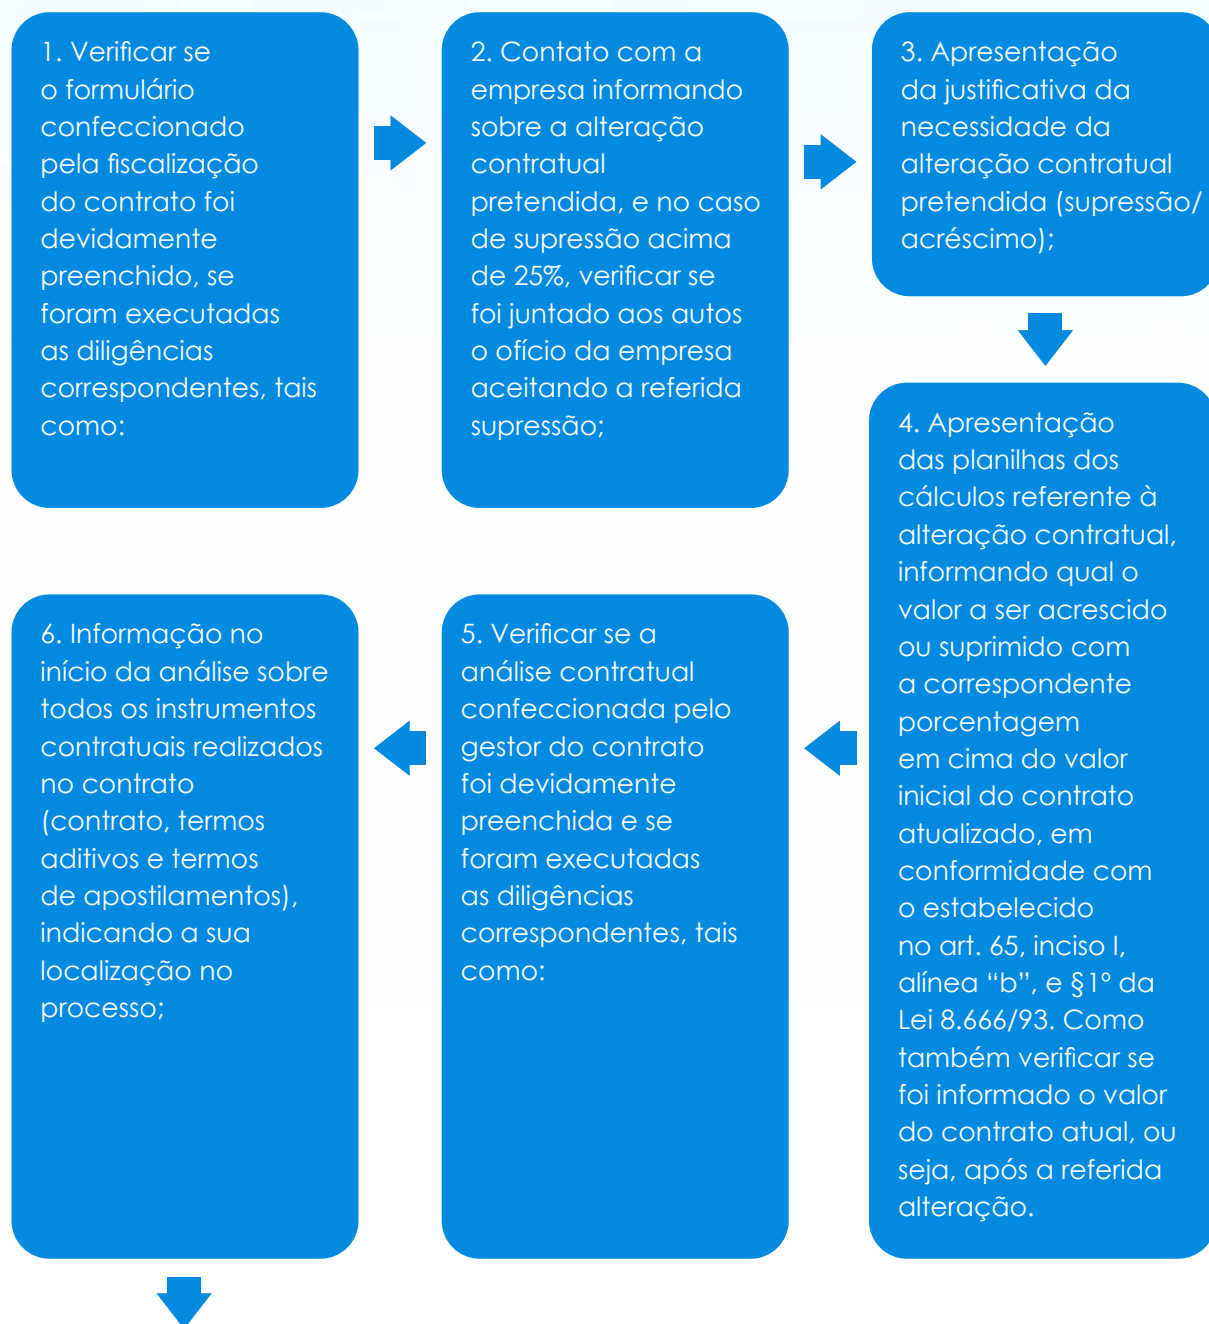 1. Verificar se
o formulário
confeccionado
pela fiscalização
do contrato foi
devidamente
preenchido, se
foram executadas
as diligências
correspondentes, tais
como:
2. Contato com a
empresa informando
sobre a alteração
contratual
pretendida, e no caso
de supressão acima
de 25%, verificar se
foi juntado aos autos
o ofício da empresa
aceitando a referida
supressão;
3. Apresentação
da justificativa da
necessidade da
alteração contratual
pretendida (supressão/
acréscimo);
4. Apresentação
das planilhas dos
cálculos referente à
alteração contratual,
informando qual o
valor a ser acrescido
ou suprimido com
a correspondente
porcentagem
em cima do valor
inicial do contrato
atualizado, em
conformidade com
o estabelecido
no art. 65, inciso I,
alínea “b”, e §1º da
Lei 8.666/93. Como
também verificar se
foi informado o valor
do contrato atual, ou
seja, após a referida
alteração.
5. Verificar se a
análise contratual
confeccionada pelo
gestor do contrato
foi devidamente
preenchida e se
foram executadas
as diligências
correspondentes, tais
como:
6. Informação no
início da análise sobre
todos os instrumentos
contratuais realizados
no contrato
(contrato, termos
aditivos e termos
de apostilamentos),
indicando a sua
localização no
processo;